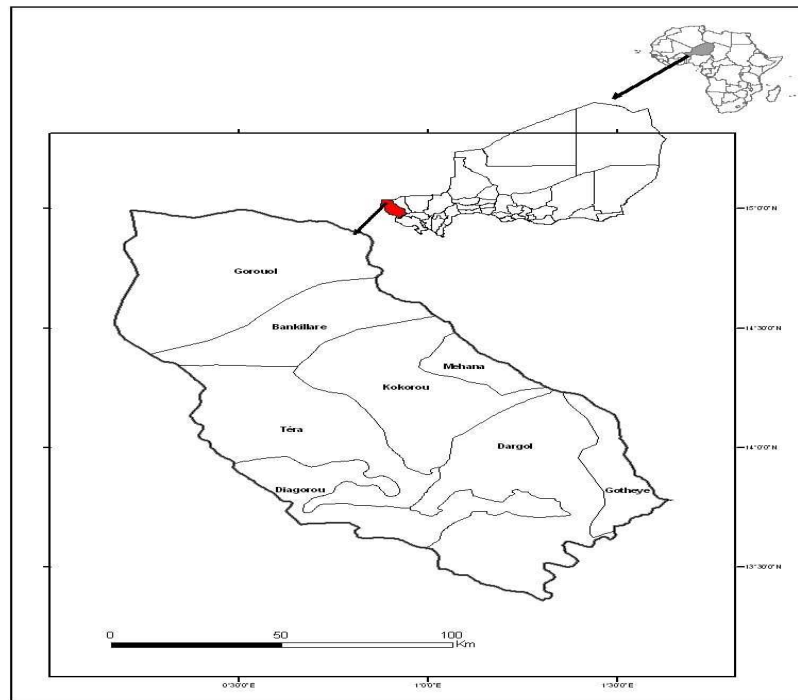 15°0'0"N
Gorouol
14°30'0"N
Bankillare
Mehana
Kokorou
Téra
Dargol
14°0'0"N
Diagorou
Gotheye
13°30'0"N
0 50 100
Km
0°30'0"E 1°0'0"E 1°30'0"E